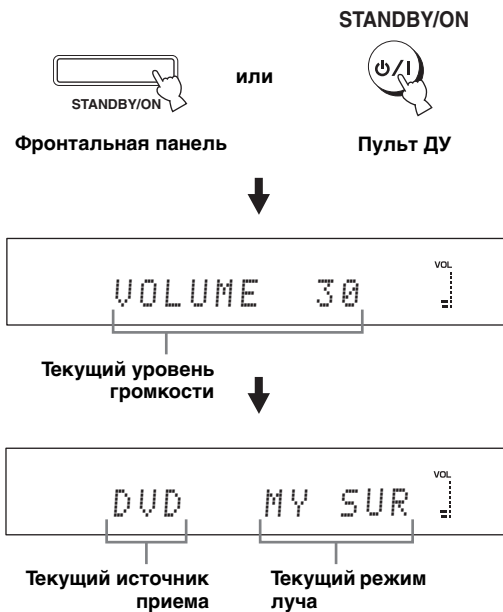 STANDBY/ON
или
STANDBY/ON
Фронтальная панель
Пульт ДУ
VOL
VOLUME 30
Текущий уровень
громкости
VOL
DVD MY SUR
Текущий источник
приема
Текущий режим
луча